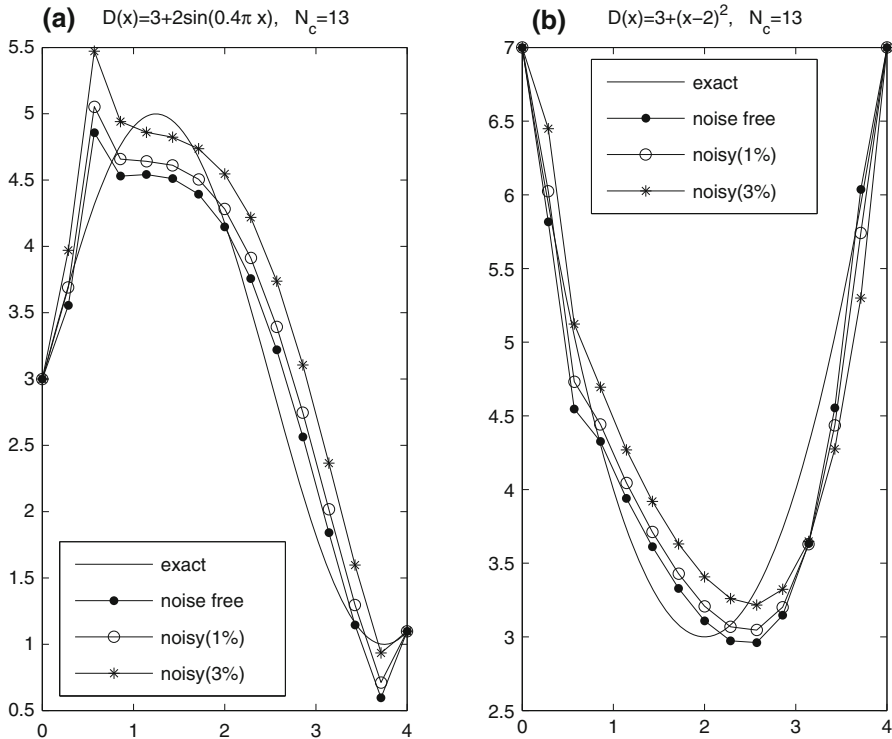 (a) D(x)=3+2sin(0.4π x), N_c=13
5.5
5
4.5
4
3.5
3
2.5
2
1.5
1
0.5
0 1 2 3 4
exact
noise free
noisy(1%)
noisy(3%)
(b) D(x)=3+(x−2)^2, N_c=13
7
6.5
6
5.5
5
4.5
4
3.5
3
2.5
0 1 2 3 4
exact
noise free
noisy(1%)
noisy(3%)